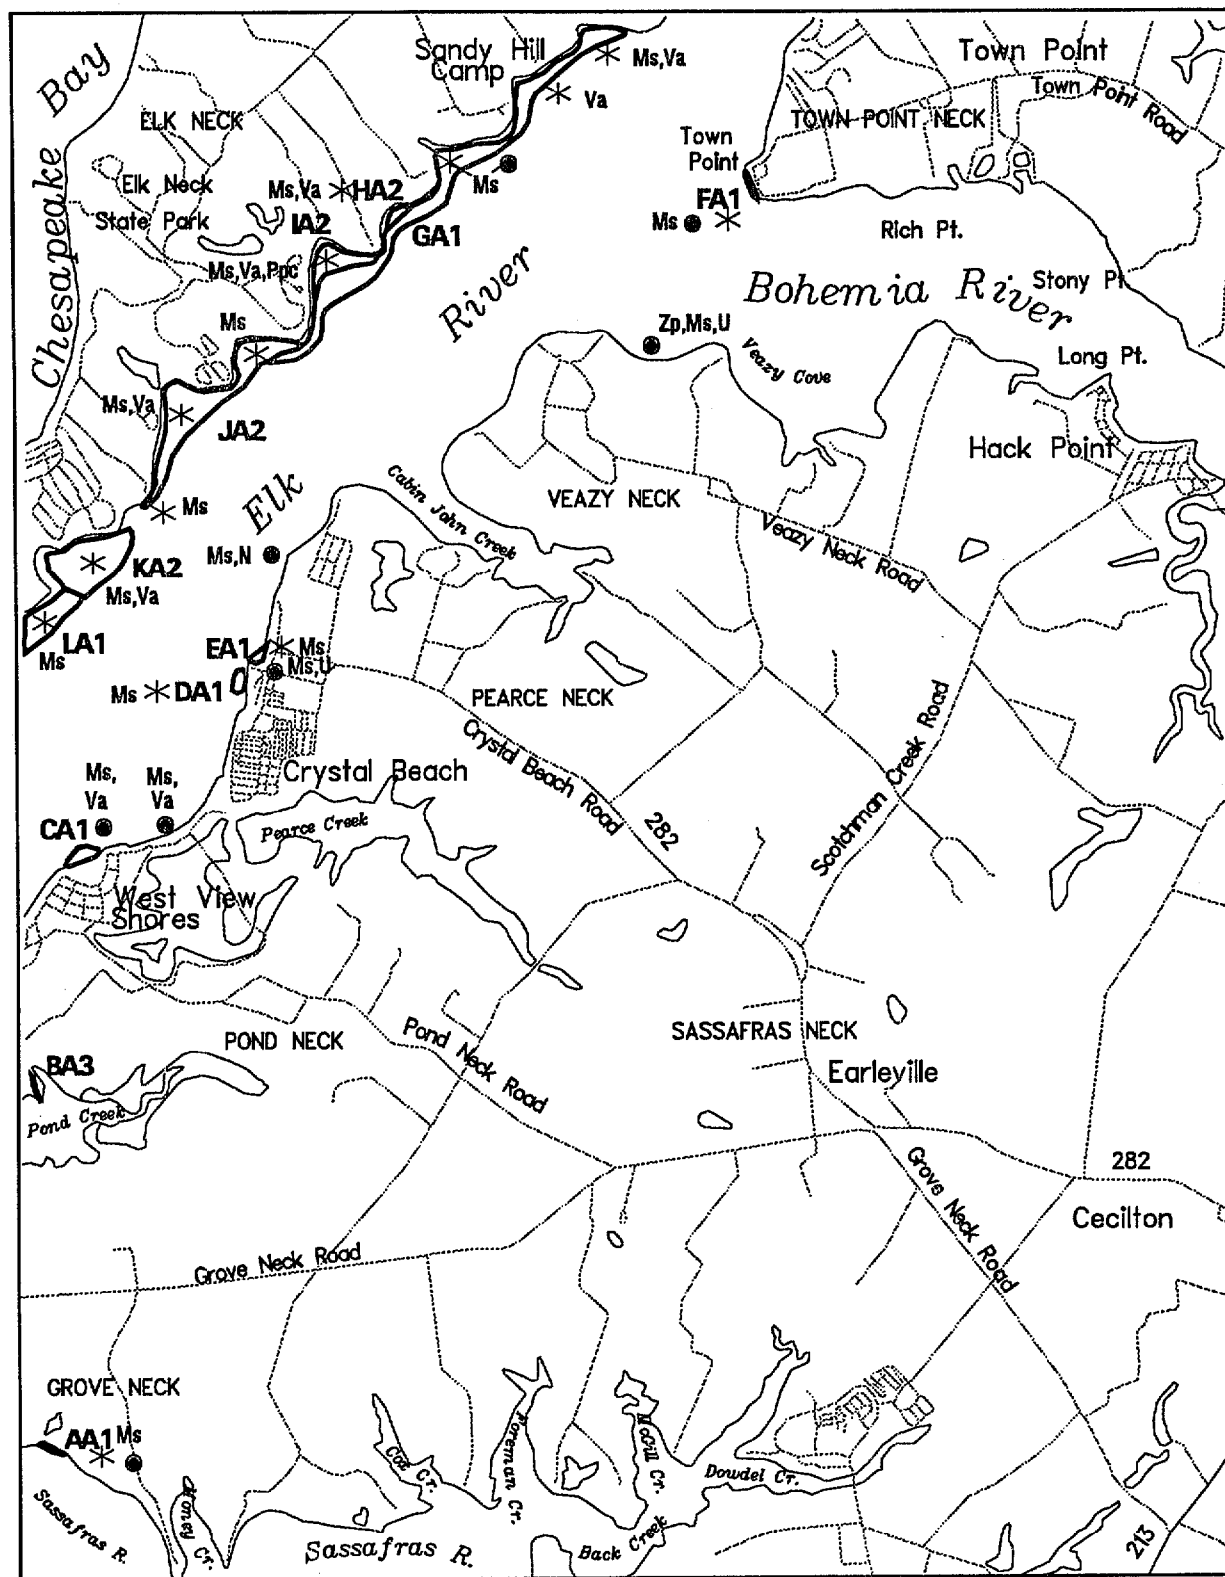 Chesapeake Bay
Sandy Hill
Camp
Ms,Va
Va
Town Point
Town Point Road
TOWN POINT NECK
ELK NECK
Town
Point
Elk Neck
State Park
Ms,Va
HA2
IA2
GA1
Ms
FA1
Ms
Rich Pt.
Stony Pt.
Ms,Va,Ppc
River
Bohemia River
Ms
Zp,Ms,U
Veazy Cove
Long Pt.
Ms,Va
JA2
Hack Point
Cabin John Creek
VEAZY NECK
Veazy Neck Road
Ms
Elk
Ms,N
KA2
Ms,Va
LA1
Ms
EA1
Ms
Ms,U
Ms
DA1
PEARCE NECK
Crystal Beach Road
Scotchman Creek Road
Ms,
Va
Ms,
Va
Crystal Beach
CA1
Pearce Creek
282
West View
Shores
POND NECK
Pond Neck Road
SASSAFRAS NECK
BA3
Earleville
Pond Creek
282
Grove Neck Road
Cecilton
Grove Neck Road
GROVE NECK
AA1
Ms
Cox Cr.
Foreman Cr.
McGill Cr.
Dowdel Cr.
Sassafras R.
Sassafras R.
Back Creek
213